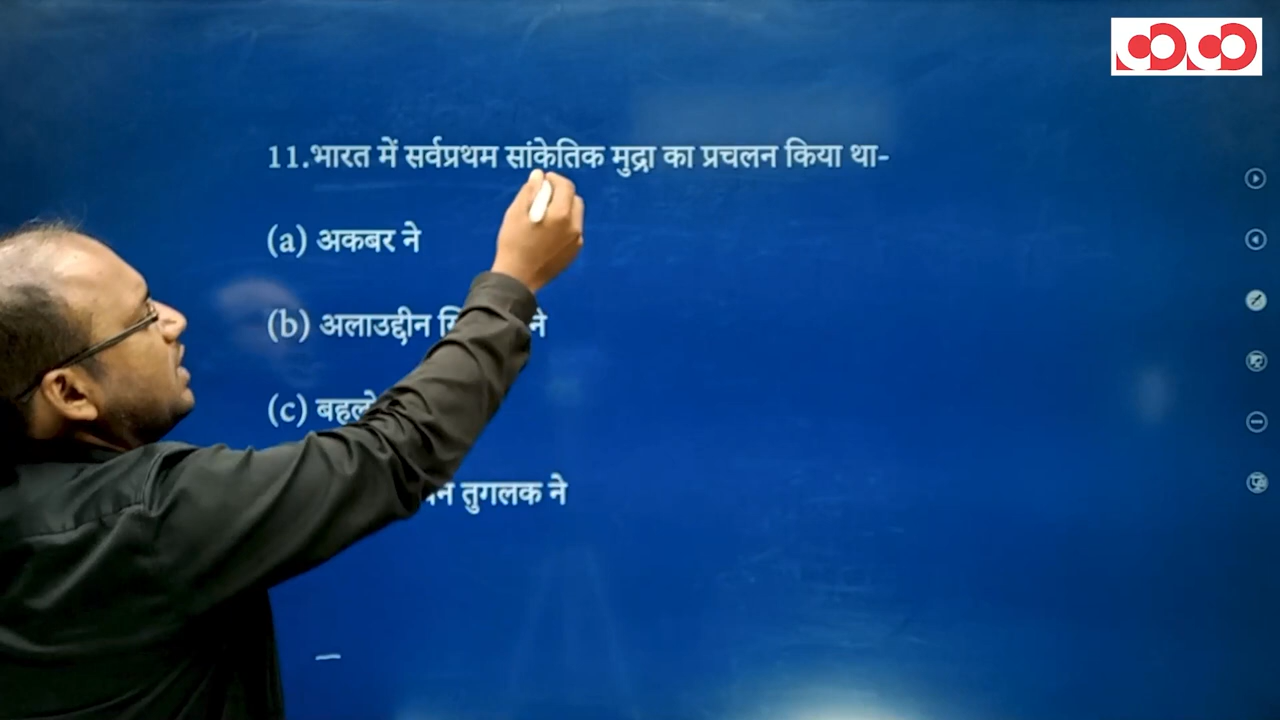 11.भारत में सर्वप्रथम सांकेतिक मुद्रा का प्रचलन किया था-
(a) अकबर ने
(b) अलाउद्दीन ने
(c)
तुगलक ने